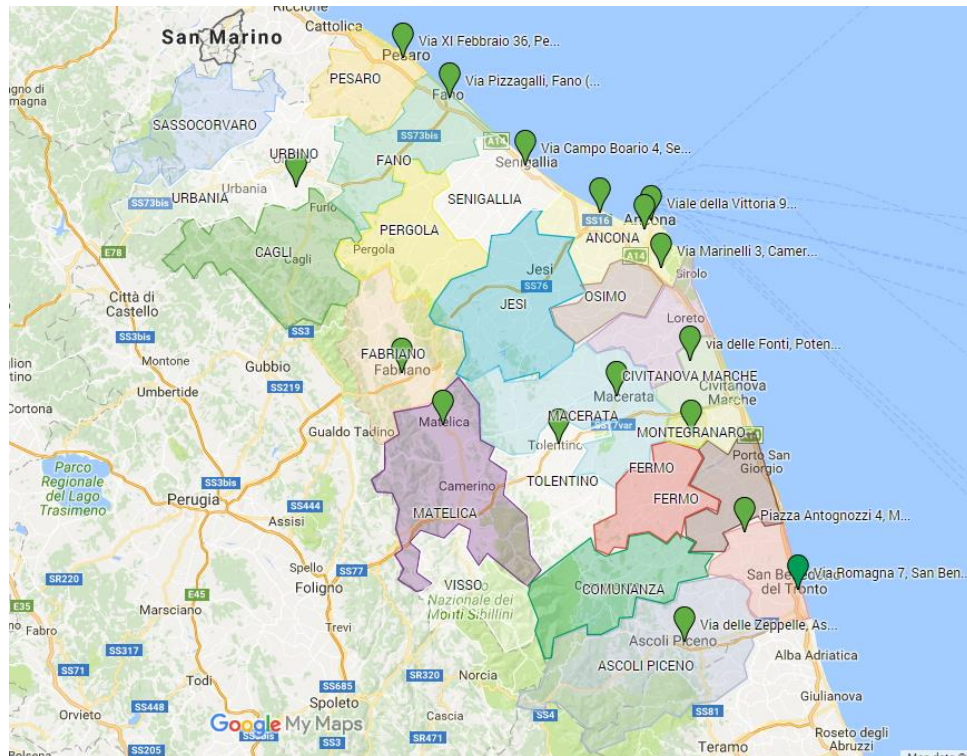 Riccione
Cattolica
San Marino
Via XI Febbraio 36, Pe...
Pesaro
PESARO
Via Pizzagalli, Fano (...
Fano
SASSOCORVARO
SS73bis
A14
Via Campo Boario 4, Se...
Senigallia
URBINO
FANO
Urbania
URBANIA
SENIGALLIA
SS73bis
Furlo
SS16
Viale della Vittoria 9...
Ancona
PERGOLA
ANCONA
Pergola
E78
CAGLI
Cagli
A14
Via Marinelli 3, Camer...
Sirolo
Jesi
SS76
OSIMO
Città di
Castello
JESI
Loreto
SS3
SS3bis
Montone
Gubbio
FABRIANO
Fabriano
via delle Fonti, Poten...
CIVITANOVA MARCHE
Umbertide
SS219
Macerata
Civitanova
Marche
Cortona
Matelica
MACERATA
Gualdo Tadino
Tolentino
MONTEGRANARO
Porto San
Giorgio
Parco
Regionale
del Lago
Trasimeno
SS3bis
Perugia
SS444
Camerino
TOLENTINO
FERMO
FERMO
Assisi
MATELICA
Piazza Antognozzi 4, M...
Spello
SS77
Foligno
SR220
E45
VISSO
Nazionale dei
Monti Sibillini
COMUNANZA
San Benedetto
del Tronto
Via Romagna 7, San Ben...
E35
Marsciano
Fabro
Trevi
Via delle Zeppelle, As...
Ascoli Piceno
SS71
SS317
Alba Adriatica
ASCOLI PICENO
Todi
SR320
Norcia
SS685
Giulianova
Orvieto
SS448
Spoleto
Google My Maps
Cascia
SS4
SS81
Roseto degli
Abruzzi
SS205
SS3
SR471
Teramo